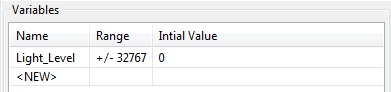 Variables
Name Range Intial Value
Light_Level +/- 32767 0
<NEW>